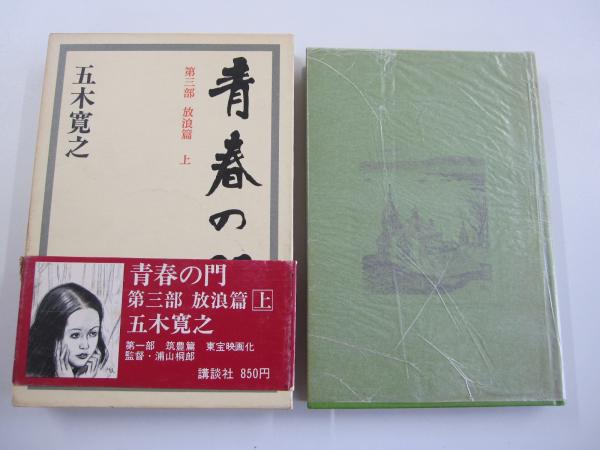 青春の門
第三部 放浪篇 上
五木寛之
青春の門
第三部 放浪篇 上
五木寛之
第一部 筑豊篇 東宝映画化
監督・浦山桐郎
講談社 850円